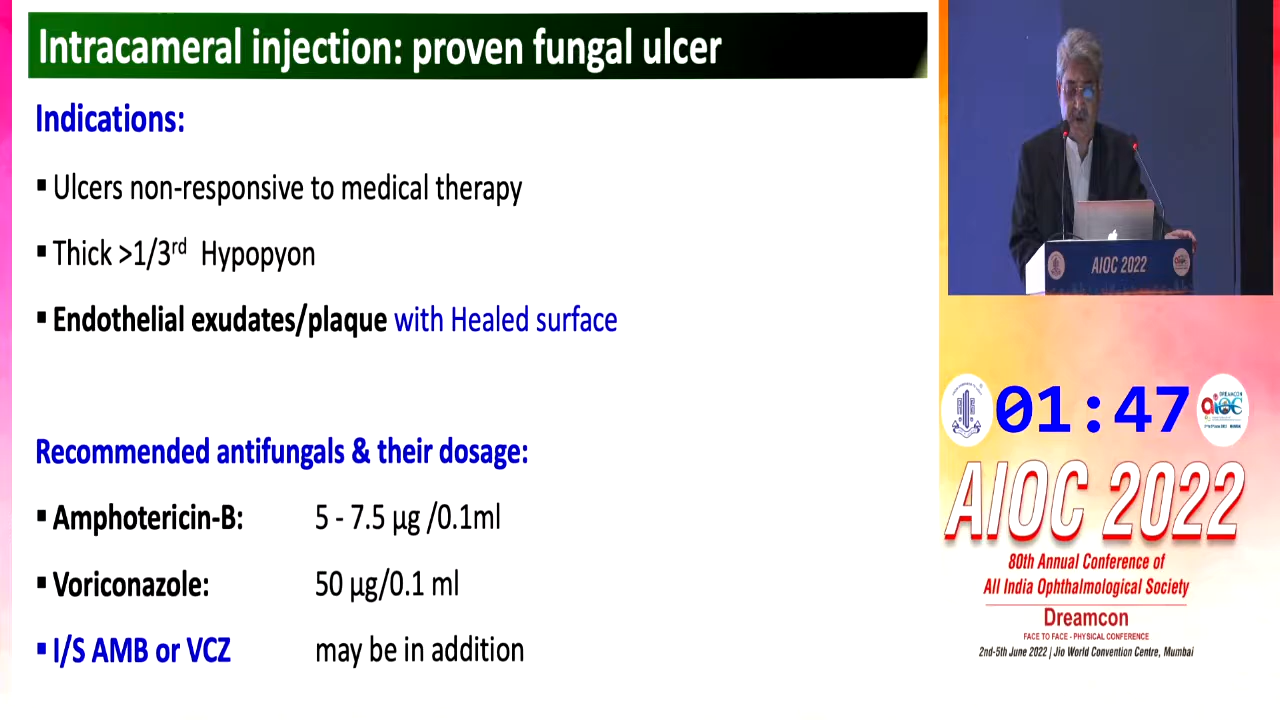 Intracameral injection: proven fungal ulcer
Indications:
▪ Ulcers non-responsive to medical therapy
▪ Thick >1/3rd Hypopyon
▪ Endothelial exudates/plaque with Healed surface
Recommended antifungals & their dosage:
▪ Amphotericin-B: 5 - 7.5 µg /0.1ml
▪ Voriconazole: 50 µg/0.1 ml
▪ I/S AMB or VCZ may be in addition
AIOC 2022
01:47
AIOC 2022
80th Annual Conference of
All India Ophthalmological Society
Dreamcon
FACE TO FACE - PHYSICAL CONFERENCE
2nd-5th June 2022 | Jio World Convention Centre, Mumbai